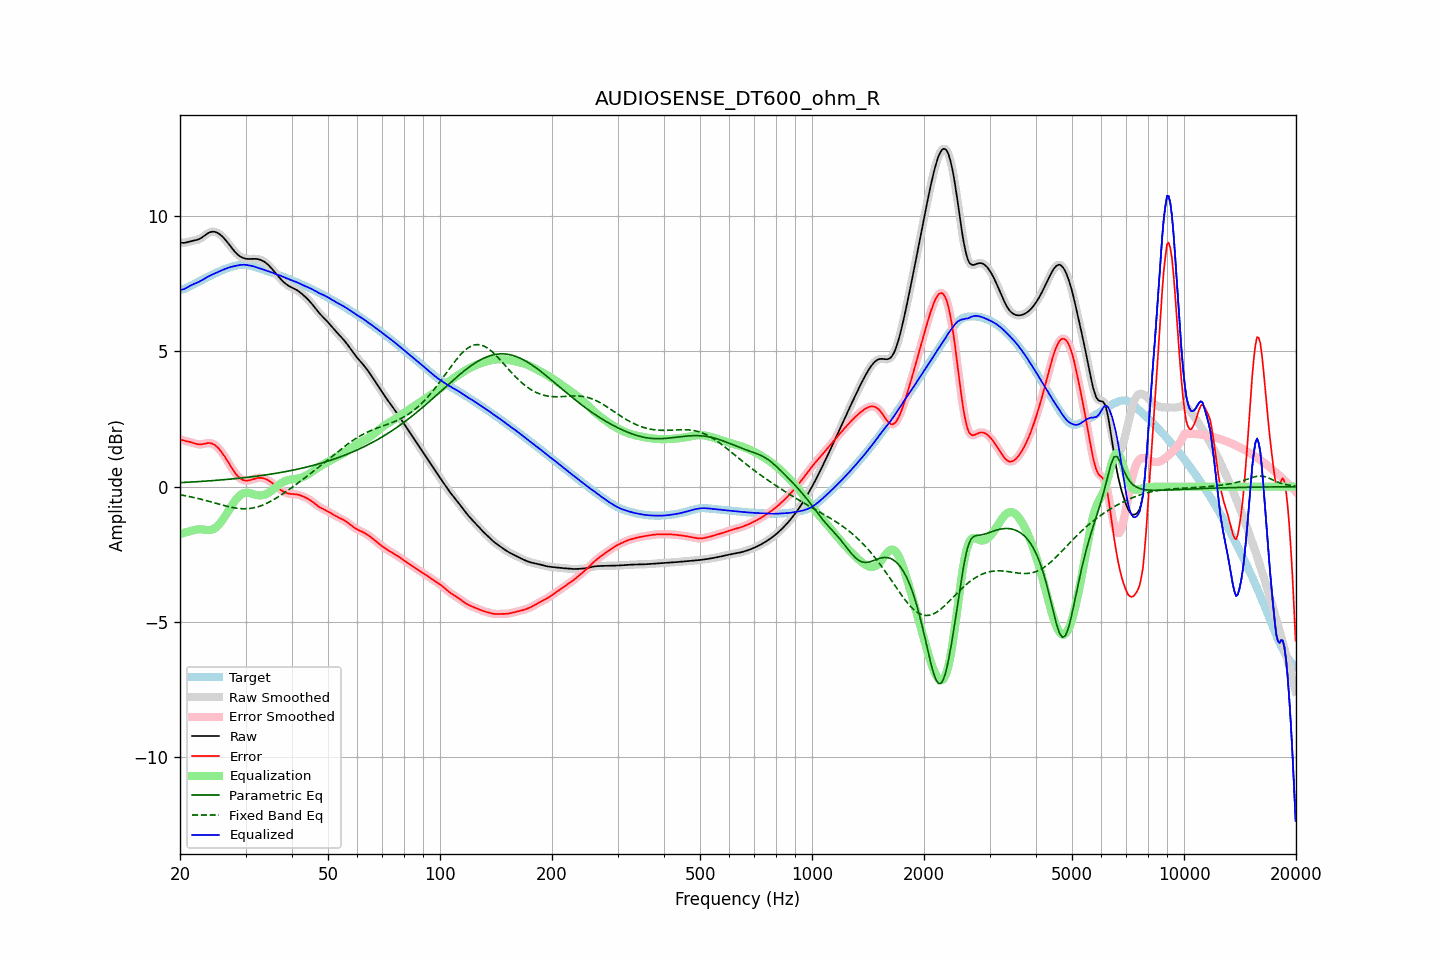 AUDIOSENSE_DT600_ohm_R
Amplitude (dBr)
10
5
0
−5
−10
Target
Raw Smoothed
Error Smoothed
Raw
Error
Equalization
Parametric Eq
Fixed Band Eq
Equalized
20
50
100
200
500
1000
2000
5000
10000
20000
Frequency (Hz)